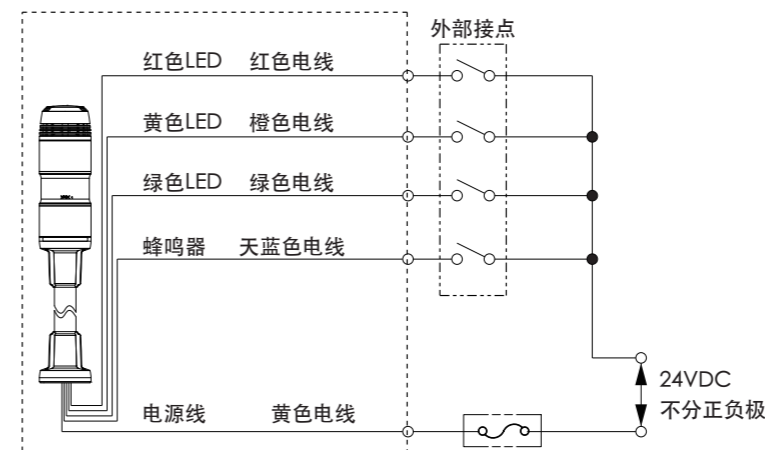 外部接点
红色LED 红色电线
黄色LED 橙色电线
绿色LED 绿色电线
蜂鸣器 天蓝色电线
24VDC
不分正负极
电源线 黄色电线